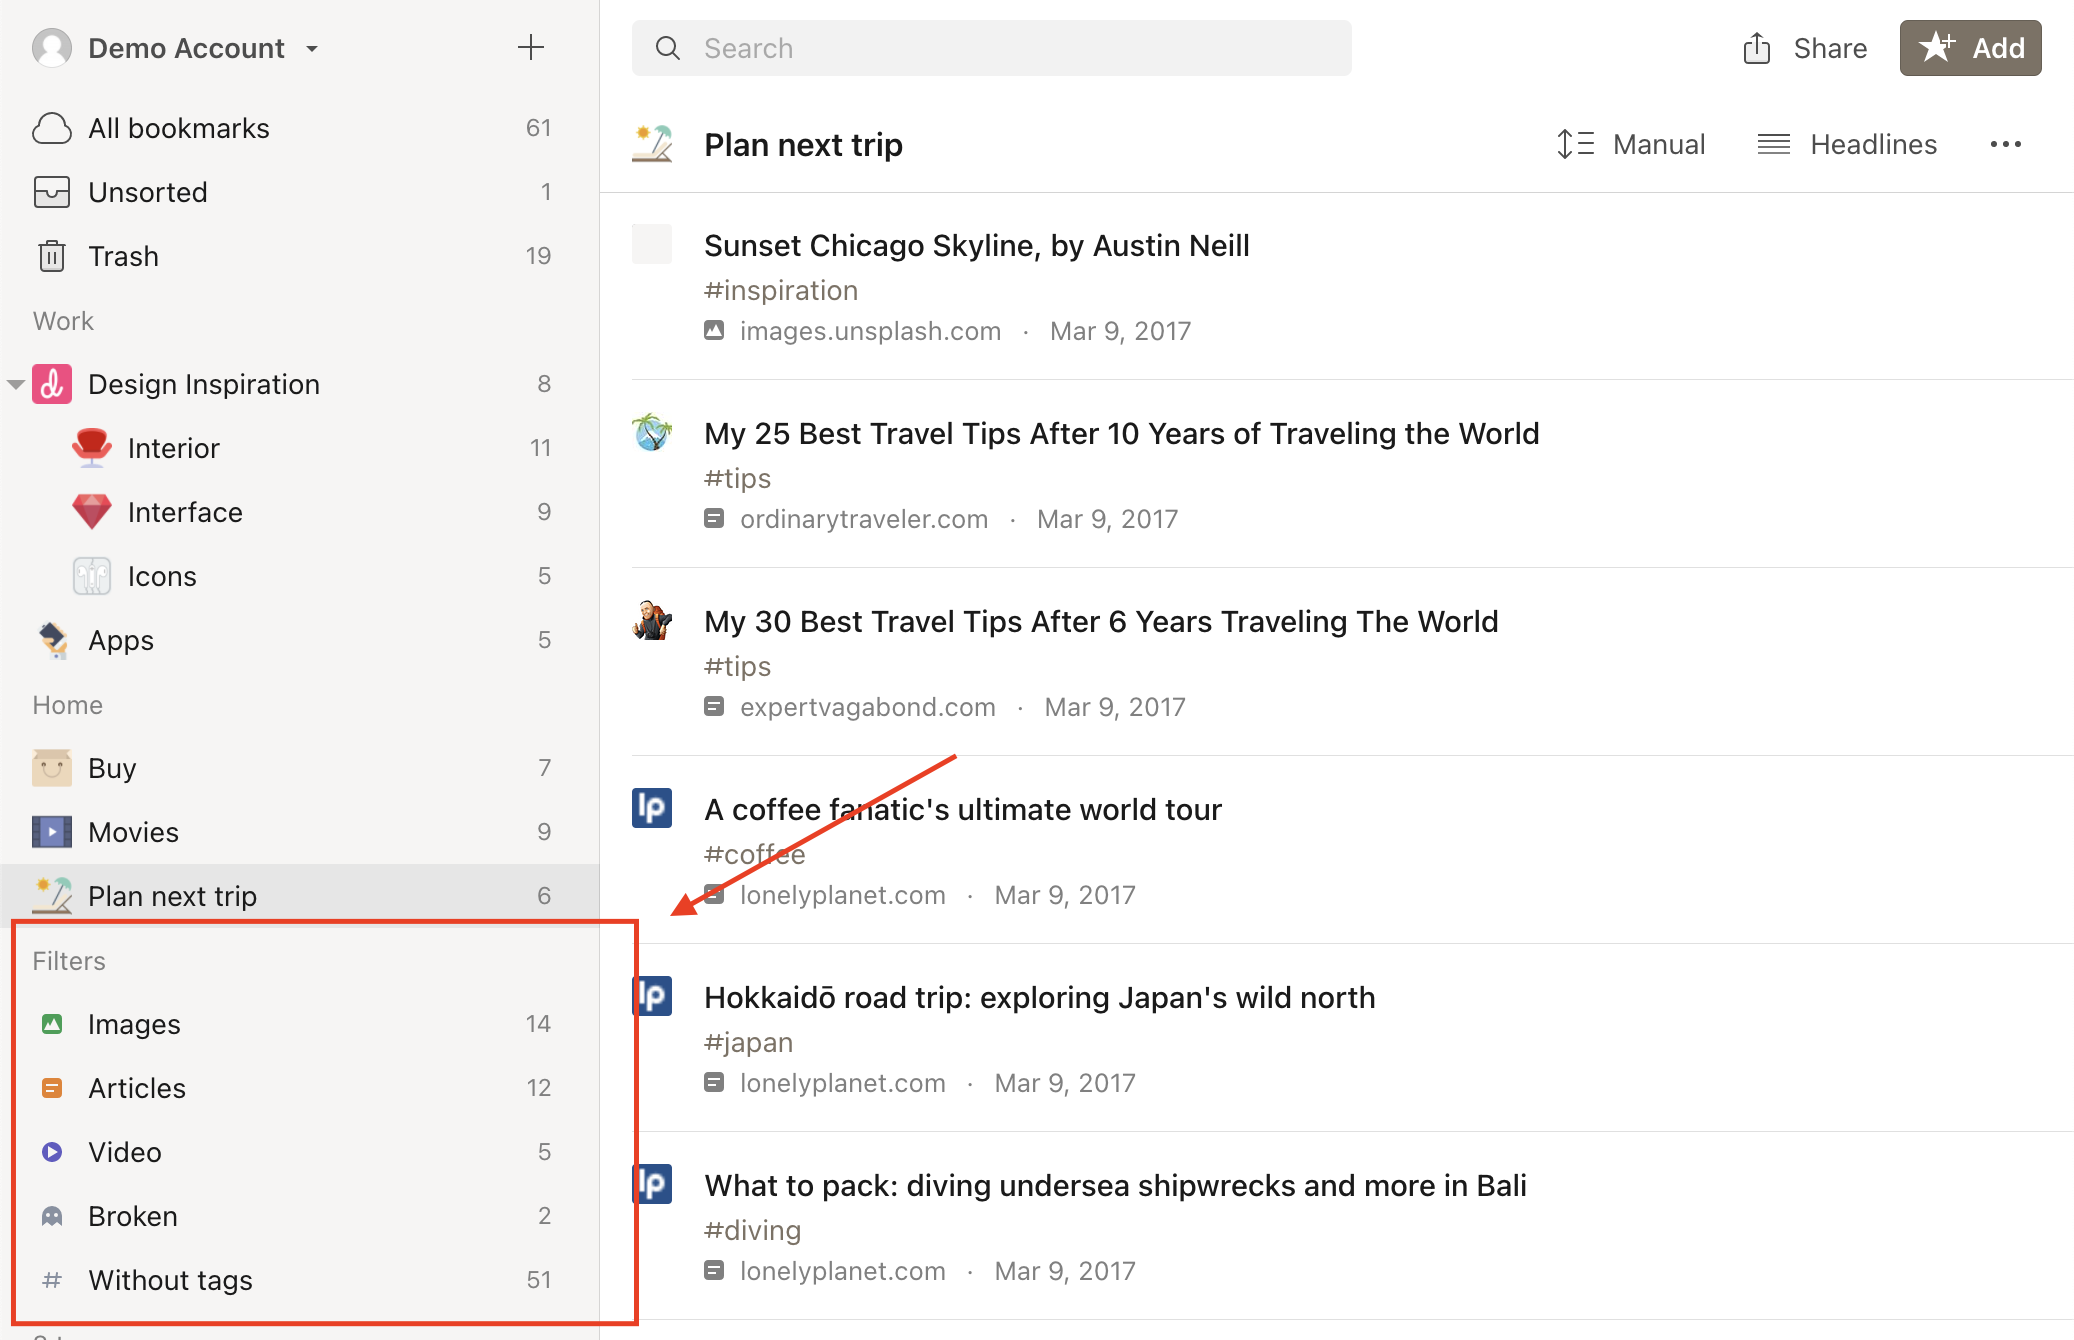 Demo Account
All bookmarks 61
Unsorted 1
Trash 19
Work
Design Inspiration 8
Interior 11
Interface 9
Icons 5
Apps 5
Home
Buy 7
Movies 9
Plan next trip 6
Filters
Images 14
Articles 12
Video 5
Broken 2
# Without tags 51
Search
Share
Add
Plan next trip
Manual
Headlines
Sunset Chicago Skyline, by Austin Neill
#inspiration
images.unsplash.com · Mar 9, 2017
My 25 Best Travel Tips After 10 Years of Traveling the World
#tips
ordinarytraveler.com · Mar 9, 2017
My 30 Best Travel Tips After 6 Years Traveling The World
#tips
expertvagabond.com · Mar 9, 2017
lp
A coffee fanatic's ultimate world tour
#coffee
lonelyplanet.com · Mar 9, 2017
lp
Hokkaidō road trip: exploring Japan's wild north
#japan
lonelyplanet.com · Mar 9, 2017
lp
What to pack: diving undersea shipwrecks and more in Bali
#diving
lonelyplanet.com · Mar 9, 2017